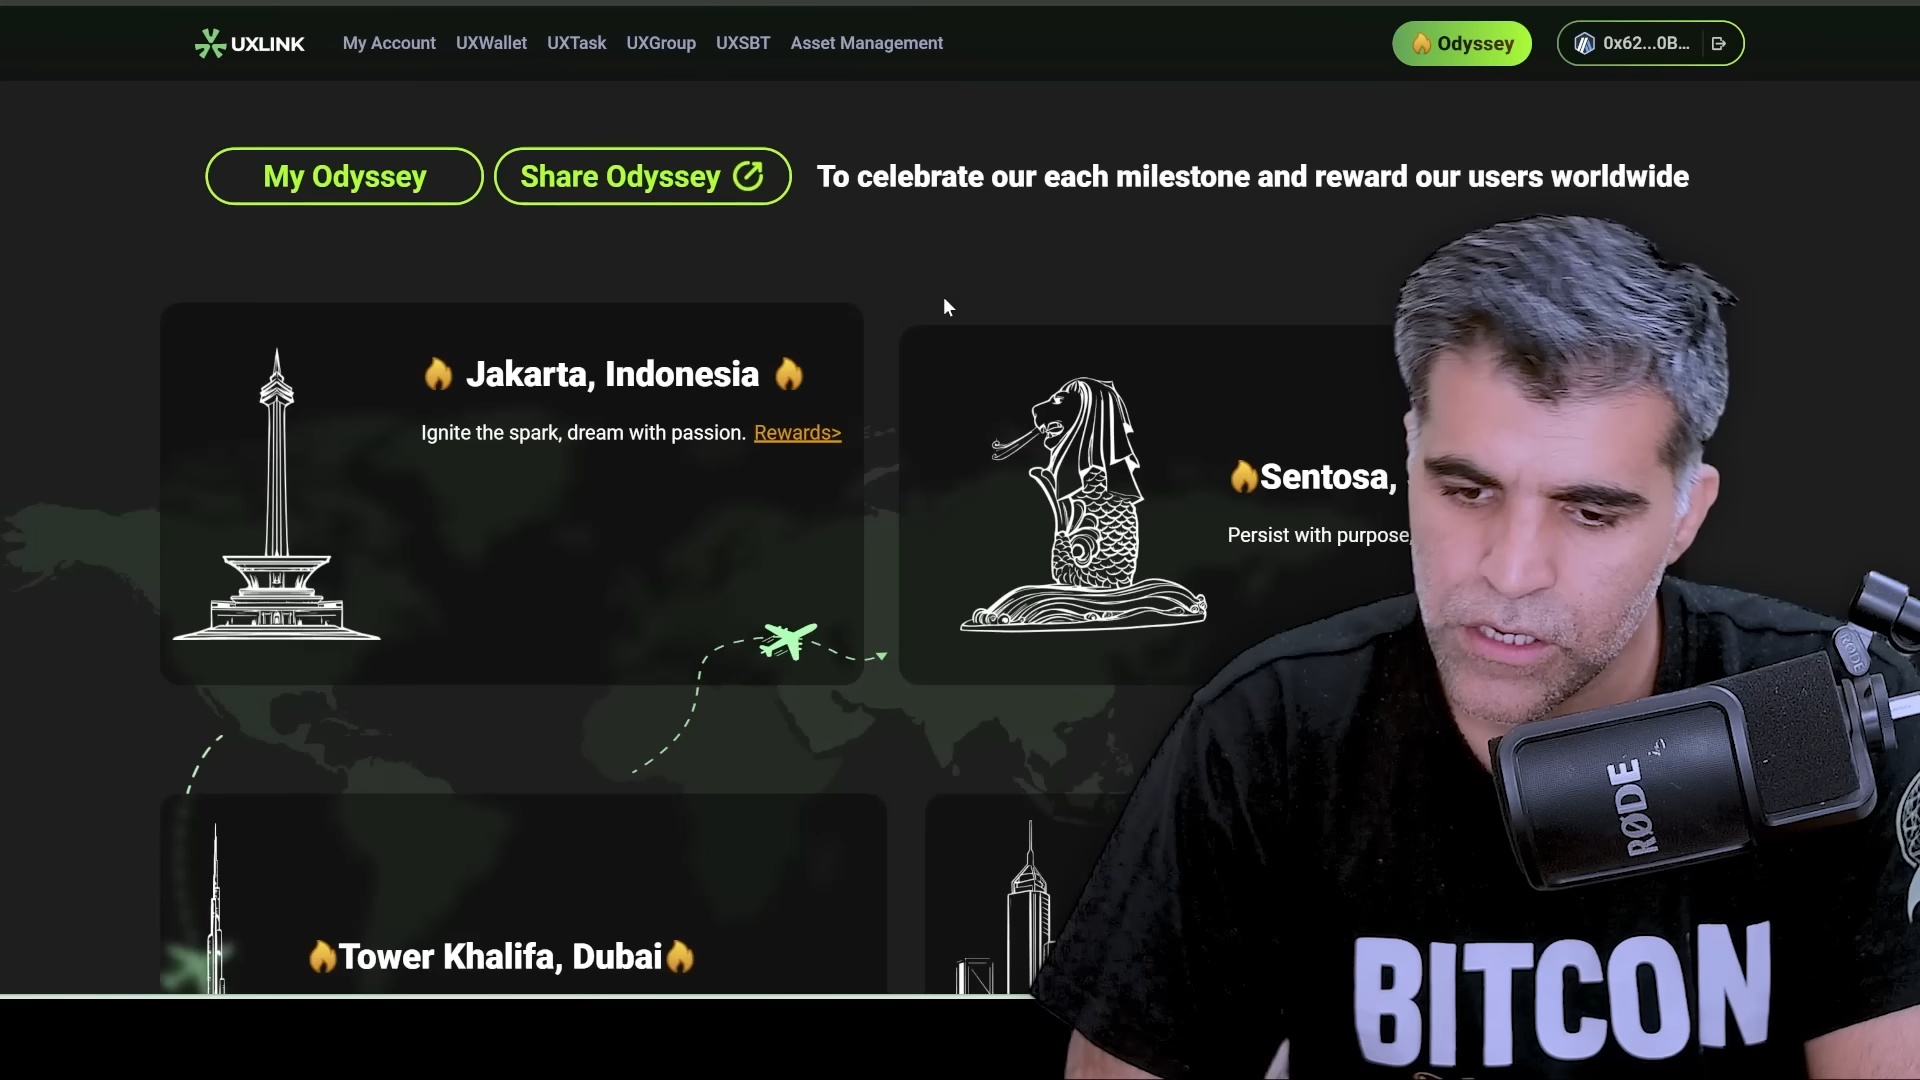 UXLINK
My Account
UXWallet
UXTask
UXGroup
UXSBT
Asset Management
Odyssey
0x62...0B...
My Odyssey
Share Odyssey
To celebrate our each milestone and reward our users worldwide
Jakarta, Indonesia
Ignite the spark, dream with passion. Rewards>
Sentosa,
Persist with purpose,
Tower Khalifa, Dubai
RØDE
RØDE
BITCON